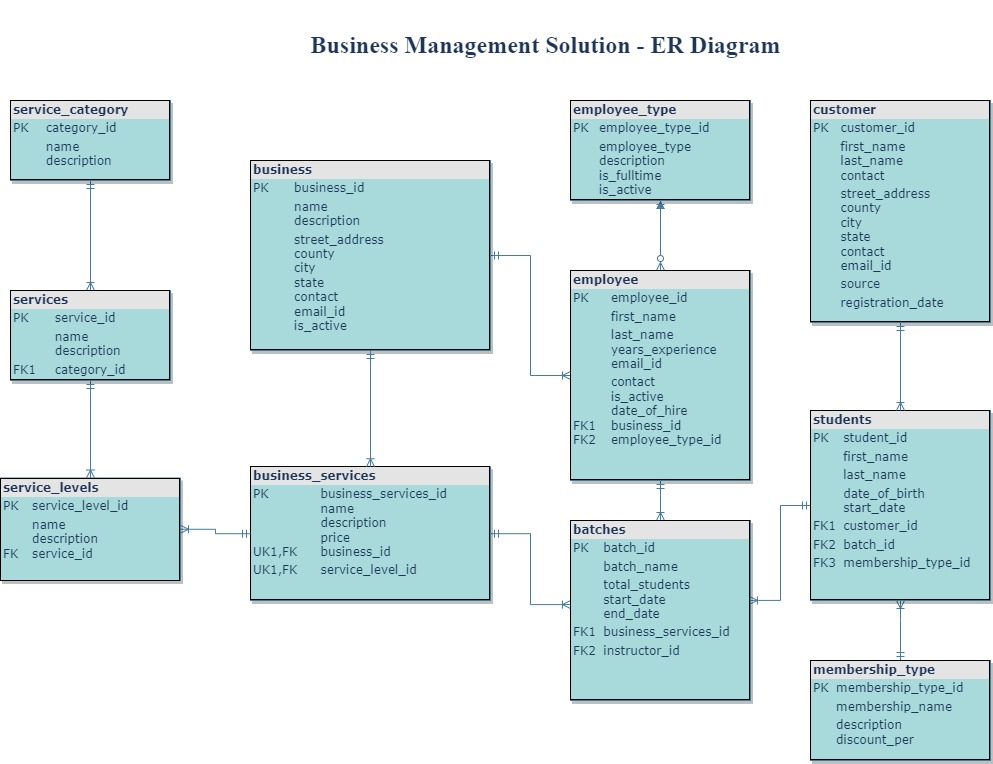 Business Management Solution - ER Diagram
service_category
PK category_id
name
description
services
PK service_id
name
description
FK1 category_id
service_levels
PK service_level_id
name
description
FK service_id
business
PK business_id
name
description
street_address
county
city
state
contact
email_id
is_active
business_services
PK business_services_id
name
description
price
UK1,FK business_id
UK1,FK service_level_id
employee_type
PK employee_type_id
employee_type
description
is_fulltime
is_active
employee
PK employee_id
first_name
last_name
years_experience
email_id
contact
is_active
date_of_hire
FK1 business_id
FK2 employee_type_id
batches
PK batch_id
batch_name
total_students
start_date
end_date
FK1 business_services_id
FK2 instructor_id
customer
PK customer_id
first_name
last_name
contact
street_address
county
city
state
contact
email_id
source
registration_date
students
PK student_id
first_name
last_name
date_of_birth
start_date
FK1 customer_id
FK2 batch_id
FK3 membership_type_id
membership_type
PK membership_type_id
membership_name
description
discount_per